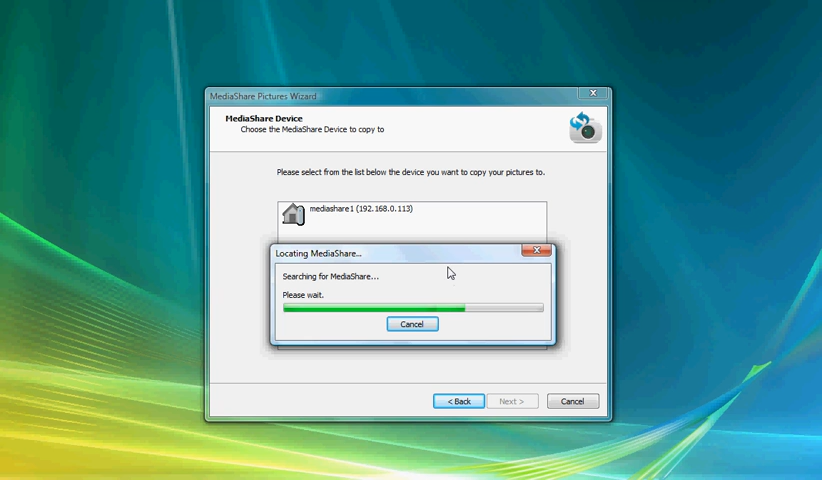 MediaShare Pictures Wizard
MediaShare Device
Choose the MediaShare Device to copy to
Please select from the list below the device you want to copy your pictures to.
mediashare1 (192.168.0.113)
Locating MediaShare...
Searching for MediaShare...
Please wait.
Cancel
< Back Next > Cancel